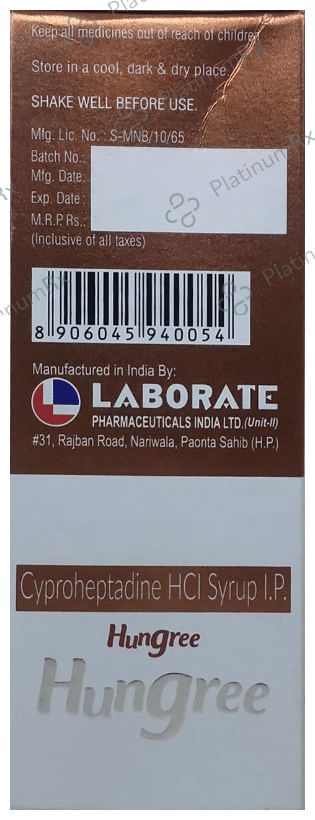 Keep all medicines out of reach of children
Store in a cool, dark & dry place.
SHAKE WELL BEFORE USE.
Mfg. Lic. No.: S-MNB/10/65
Batch No.:
Mfg. Date:
Exp. Date:
M.R.P. Rs.:
(Inclusive of all taxes)
8 906045 940054
Manufactured in India By:
LABORATE
PHARMACEUTICALS INDIA LTD.(Unit-II)
#31, Rajban Road, Nariwala, Paonta Sahib (H.P.)
Cyproheptadine HCl Syrup I.P.
Hungree
Hungree
PlatinumRx